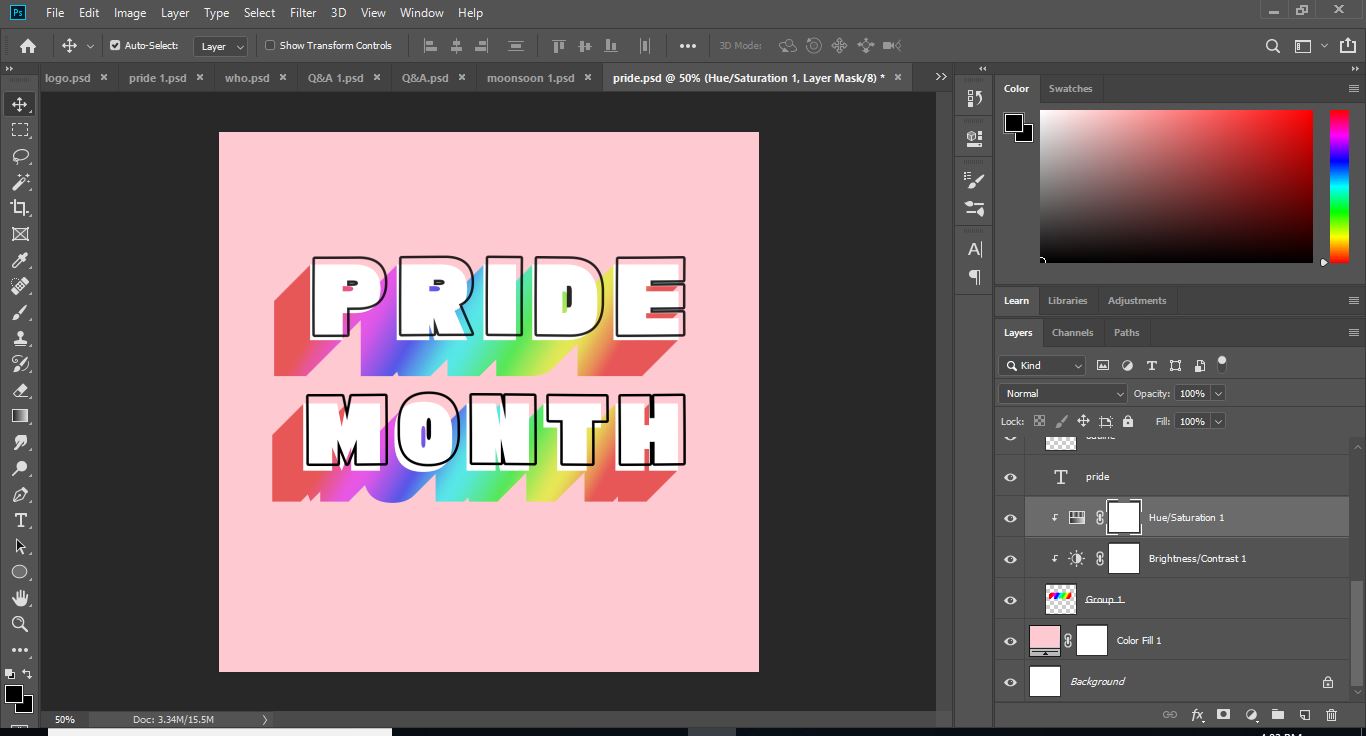 Ps File Edit Image Layer Type Select Filter 3D View Window Help
Auto-Select: Layer Show Transform Controls 3D Mode:
logo.psd × pride 1.psd × who.psd × Q&A 1.psd × Q&A.psd × moonsoon 1.psd × pride.psd @ 50% (Hue/Saturation 1, Layer Mask/8) * ×
Color Swatches
PRIDE
MONTH
Learn Libraries Adjustments
Layers Channels Paths
Kind
Normal Opacity: 100%
Lock: Fill: 100%
pride
Hue/Saturation 1
Brightness/Contrast 1
Group 1
Color Fill 1
Background
50% Doc: 3.34M/15.5M
fx